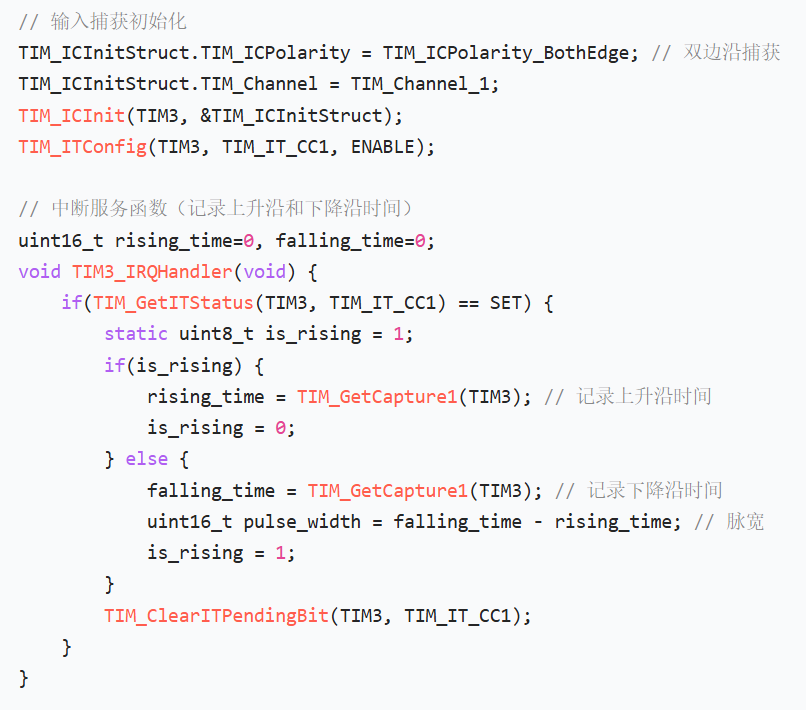 // 输入捕获初始化
TIM_ICInitStruct.TIM_ICPolarity = TIM_ICPolarity_BothEdge; // 双边沿捕获
TIM_ICInitStruct.TIM_Channel = TIM_Channel_1;
TIM_ICInit(TIM3, &TIM_ICInitStruct);
TIM_ITConfig(TIM3, TIM_IT_CC1, ENABLE);

// 中断服务函数（记录上升沿和下降沿时间）
uint16_t rising_time=0, falling_time=0;
void TIM3_IRQHandler(void) {
    if(TIM_GetITStatus(TIM3, TIM_IT_CC1) == SET) {
        static uint8_t is_rising = 1;
        if(is_rising) {
            rising_time = TIM_GetCapture1(TIM3); // 记录上升沿时间
            is_rising = 0;
        } else {
            falling_time = TIM_GetCapture1(TIM3); // 记录下降沿时间
            uint16_t pulse_width = falling_time - rising_time; // 脉宽
            is_rising = 1;
        }
        TIM_ClearITPendingBit(TIM3, TIM_IT_CC1);
    }
}